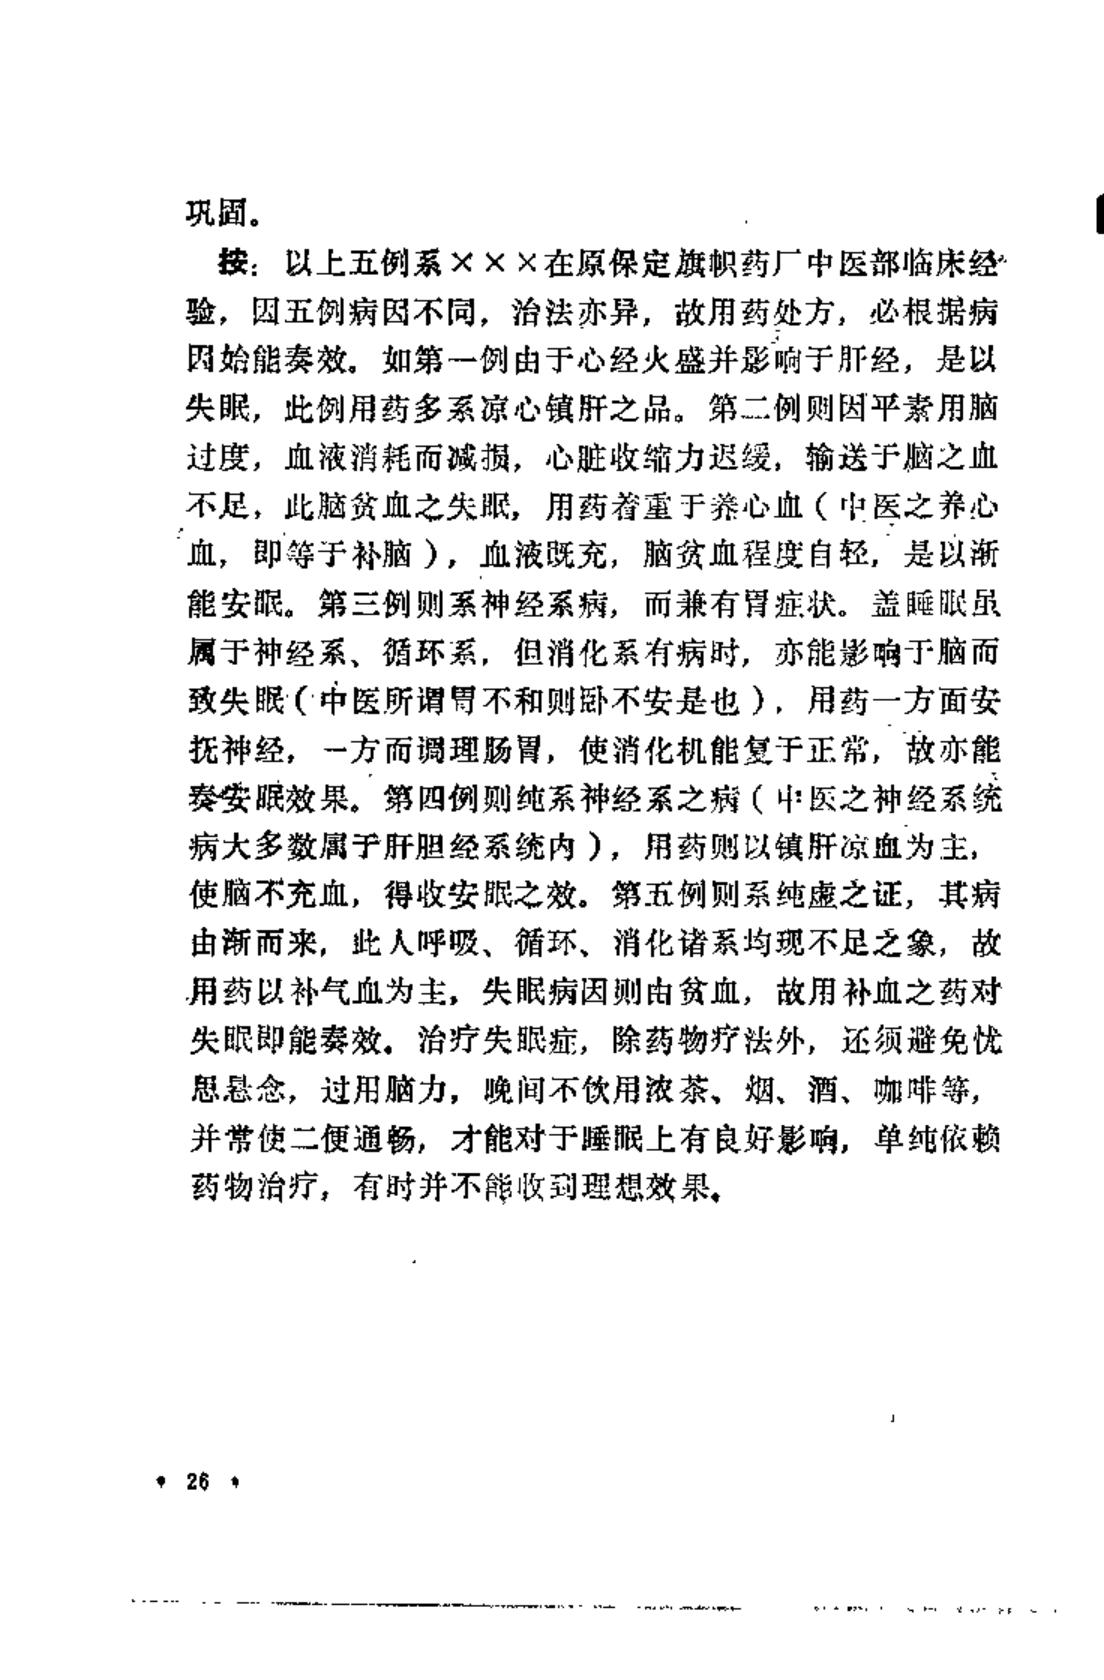 巩固。
按：以上五例系×××在原保定旗帜药厂中医部临床经
验，因五例病因不同，治法亦异，故用药处方，必根据病
因始能奏效。如第一例由于心经火盛并影响于肝经，是以
失眠，此例用药多系凉心镇肝之品。第二例则因平素用脑
过度，血液消耗而减损，心脏收缩力迟缓，输送于脑之血
不足，此脑贫血之失眠，用药着重于养心血（中医之养心
血，即等于补脑），血液既充，脑贫血程度自轻，是以渐
能安眠。第三例则系神经系病，而兼有胃症状。盖睡眠虽
属于神经系、循环系，但消化系有病时，亦能影响于脑而
致失眠（中医所谓胃不和则卧不安是也），用药一方面安
抚神经，一方而调理肠胃，使消化机能复于正常，故亦能
奏安眠效果。第四例则纯系神经系之病（中医之神经系统
病大多数属于肝胆经系统内），用药则以镇肝凉血为主，
使脑不充血，得收安眠之效。第五例则系纯虚之证，其病
由渐而来，此人呼吸、循环、消化诸系均现不足之象，故
用药以补气血为主，失眠病因则由贫血，故用补血之药对
失眠即能奏效。治疗失眠症，除药物疗法外，还须避免忧
思悬念，过用脑力，晚间不饮用浓茶、烟、酒、咖啡等，
并常使二便通畅，才能对于睡眠上有良好影响，单纯依赖
药物治疗，有时并不能收到理想效果。
• 26 •